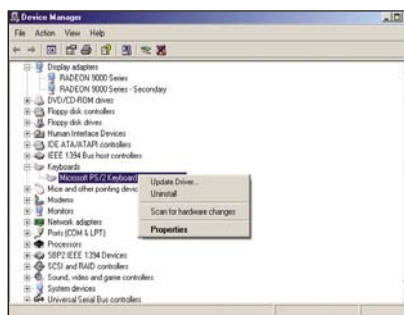 Device Manager
File Action View Help
Display adapters
RADEON 9000 Series
RADEON 9000 Series - Secondary
DVD/CD-ROM drives
Floppy disk controllers
Floppy disk drives
Human Interface Devices
IDE ATA/ATAPI controllers
IEEE 1394 Bus host controllers
Keyboards
Microsoft PS/2 Keyboard
Mice and other pointing devic
Modems
Monitors
Network adapters
Ports (COM & LPT)
Processors
SBP2 IEEE 1394 Devices
SCSI and RAID controllers
Sound, video and game controllers
System devices
Universal Serial Bus controllers
Update Driver...
Uninstall
Scan for hardware changes
Properties